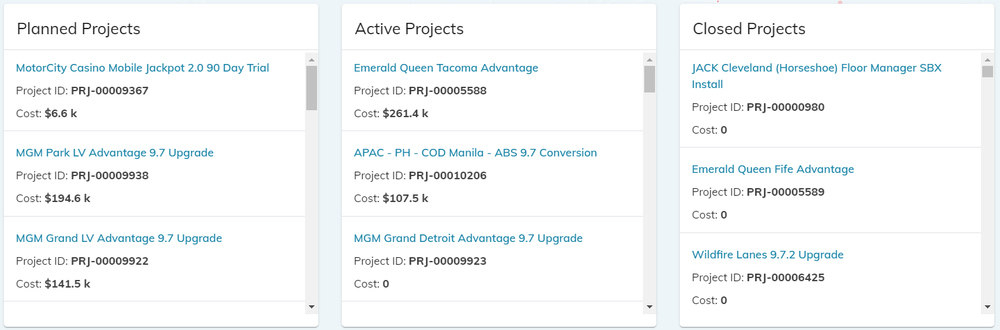 Planned Projects
MotorCity Casino Mobile Jackpot 2.0 90 Day Trial
Project ID: PRJ-00009367
Cost: $6.6 k
MGM Park LV Advantage 9.7 Upgrade
Project ID: PRJ-00009938
Cost: $194.6 k
MGM Grand LV Advantage 9.7 Upgrade
Project ID: PRJ-00009922
Cost: $141.5 k
Active Projects
Emerald Queen Tacoma Advantage
Project ID: PRJ-00005588
Cost: $261.4 k
APAC - PH - COD Manila - ABS 9.7 Conversion
Project ID: PRJ-00010206
Cost: $107.5 k
MGM Grand Detroit Advantage 9.7 Upgrade
Project ID: PRJ-00009923
Cost: 0
Closed Projects
JACK Cleveland (Horseshoe) Floor Manager SBX
Install
Project ID: PRJ-00000980
Cost: 0
Emerald Queen Fife Advantage
Project ID: PRJ-00005589
Cost: 0
Wildfire Lanes 9.7.2 Upgrade
Project ID: PRJ-00006425
Cost: 0